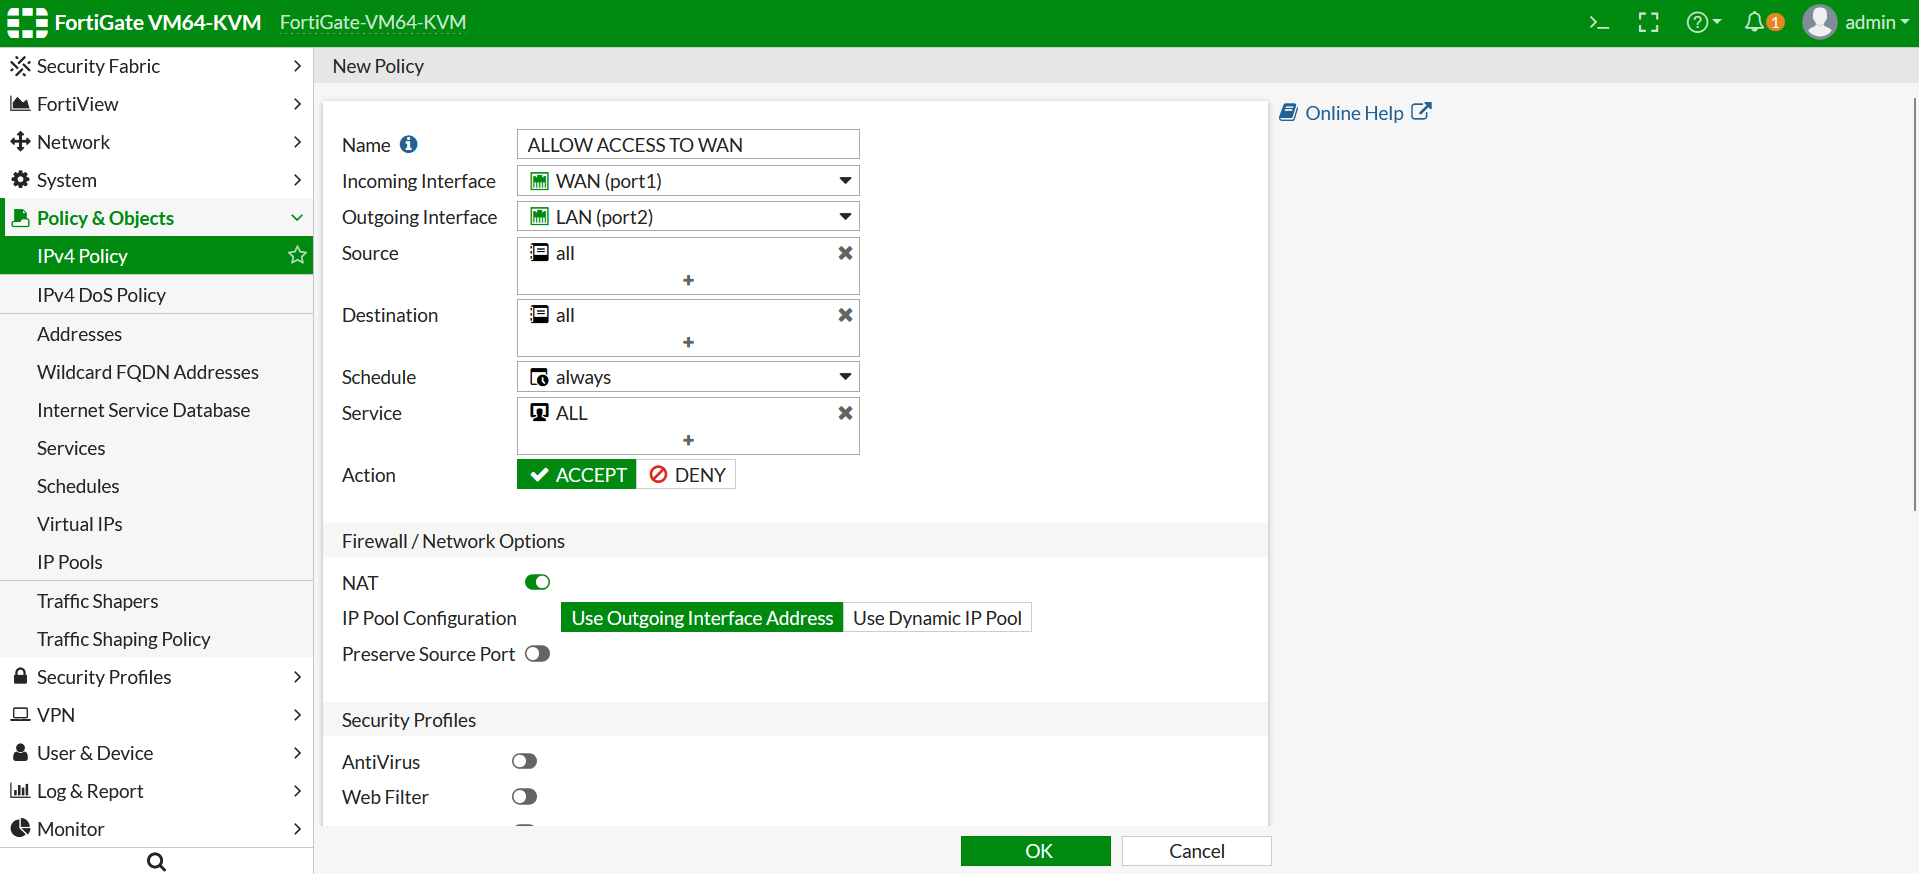 FortiGate VM64-KVM FortiGate-VM64-KVM 1 admin
Security Fabric
FortiView
Network
System
Policy & Objects
IPv4 Policy
IPv4 DoS Policy
Addresses
Wildcard FQDN Addresses
Internet Service Database
Services
Schedules
Virtual IPs
IP Pools
Traffic Shapers
Traffic Shaping Policy
Security Profiles
VPN
User & Device
Log & Report
Monitor
New Policy
Name ALLOW ACCESS TO WAN
Incoming Interface WAN (port1)
Outgoing Interface LAN (port2)
Source all
Destination all
Schedule always
Service ALL
Action ACCEPT DENY
Firewall / Network Options
NAT
IP Pool Configuration Use Outgoing Interface Address Use Dynamic IP Pool
Preserve Source Port
Security Profiles
AntiVirus
Web Filter
OK Cancel
Online Help